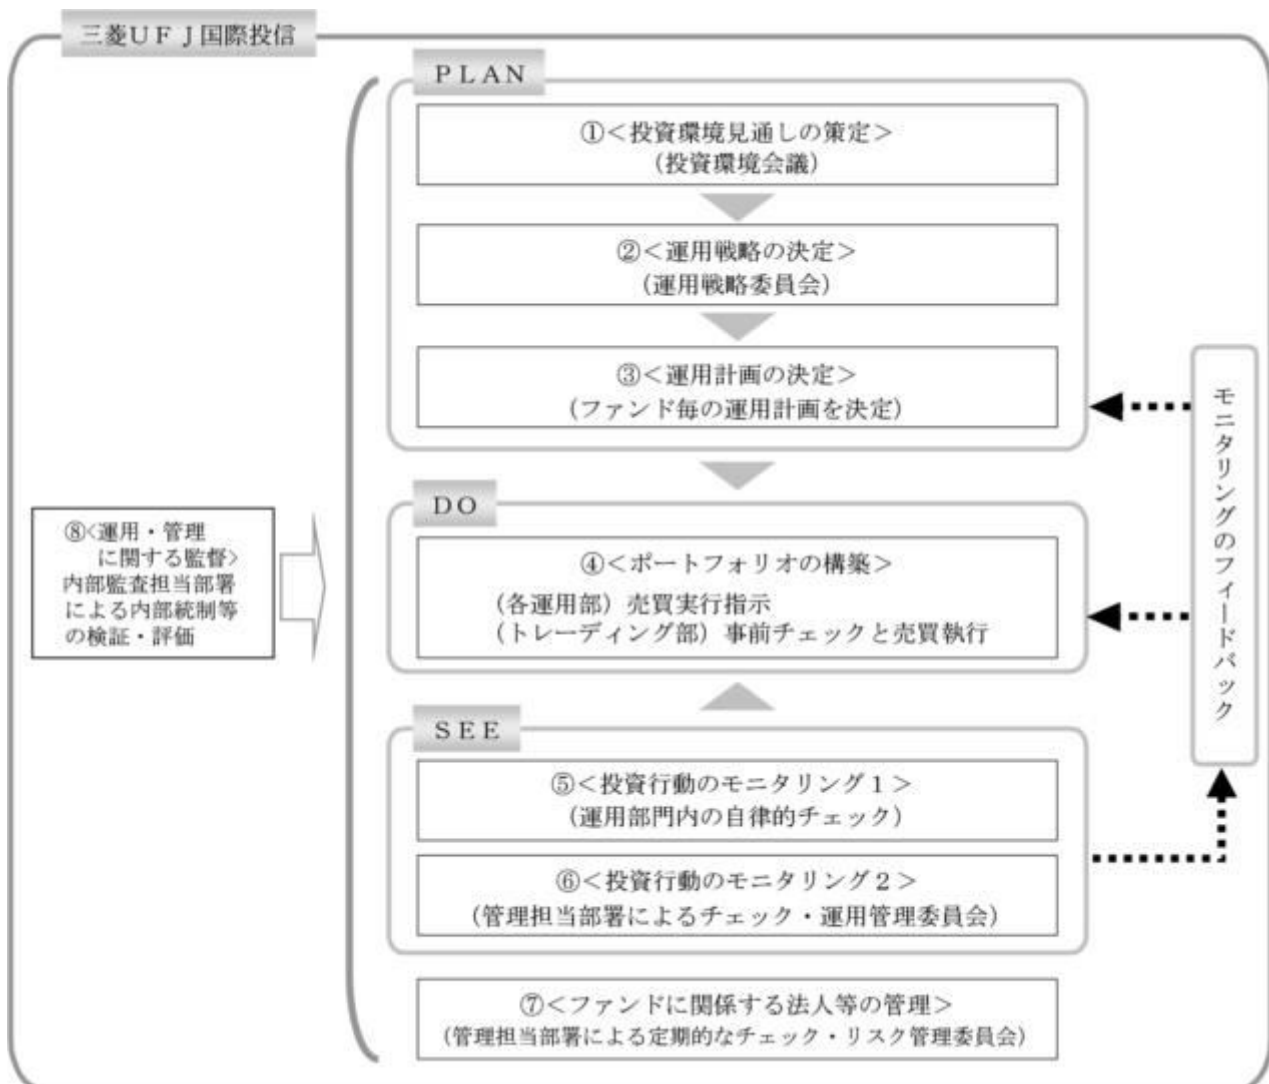 三菱ＵＦＪ国際投信
ＰＬＡＮ
①＜投資環境見通しの策定＞
（投資環境会議）
②＜運用戦略の決定＞
（運用戦略委員会）
③＜運用計画の決定＞
（ファンド毎の運用計画を決定）
ＤＯ
④＜ポートフォリオの構築＞
（各運用部）売買実行指示
（トレーディング部）事前チェックと売買執行
ＳＥＥ
⑤＜投資行動のモニタリング１＞
（運用部門内の自律的チェック）
⑥＜投資行動のモニタリング２＞
（管理担当部署によるチェック・運用管理委員会）
⑦＜ファンドに関係する法人等の管理＞
（管理担当部署による定期的なチェック・リスク管理委員会）
⑧<運用・管理
に関する監督>
内部監査担当部署
による内部統制等
の検証・評価
モニタリングのフィードバック